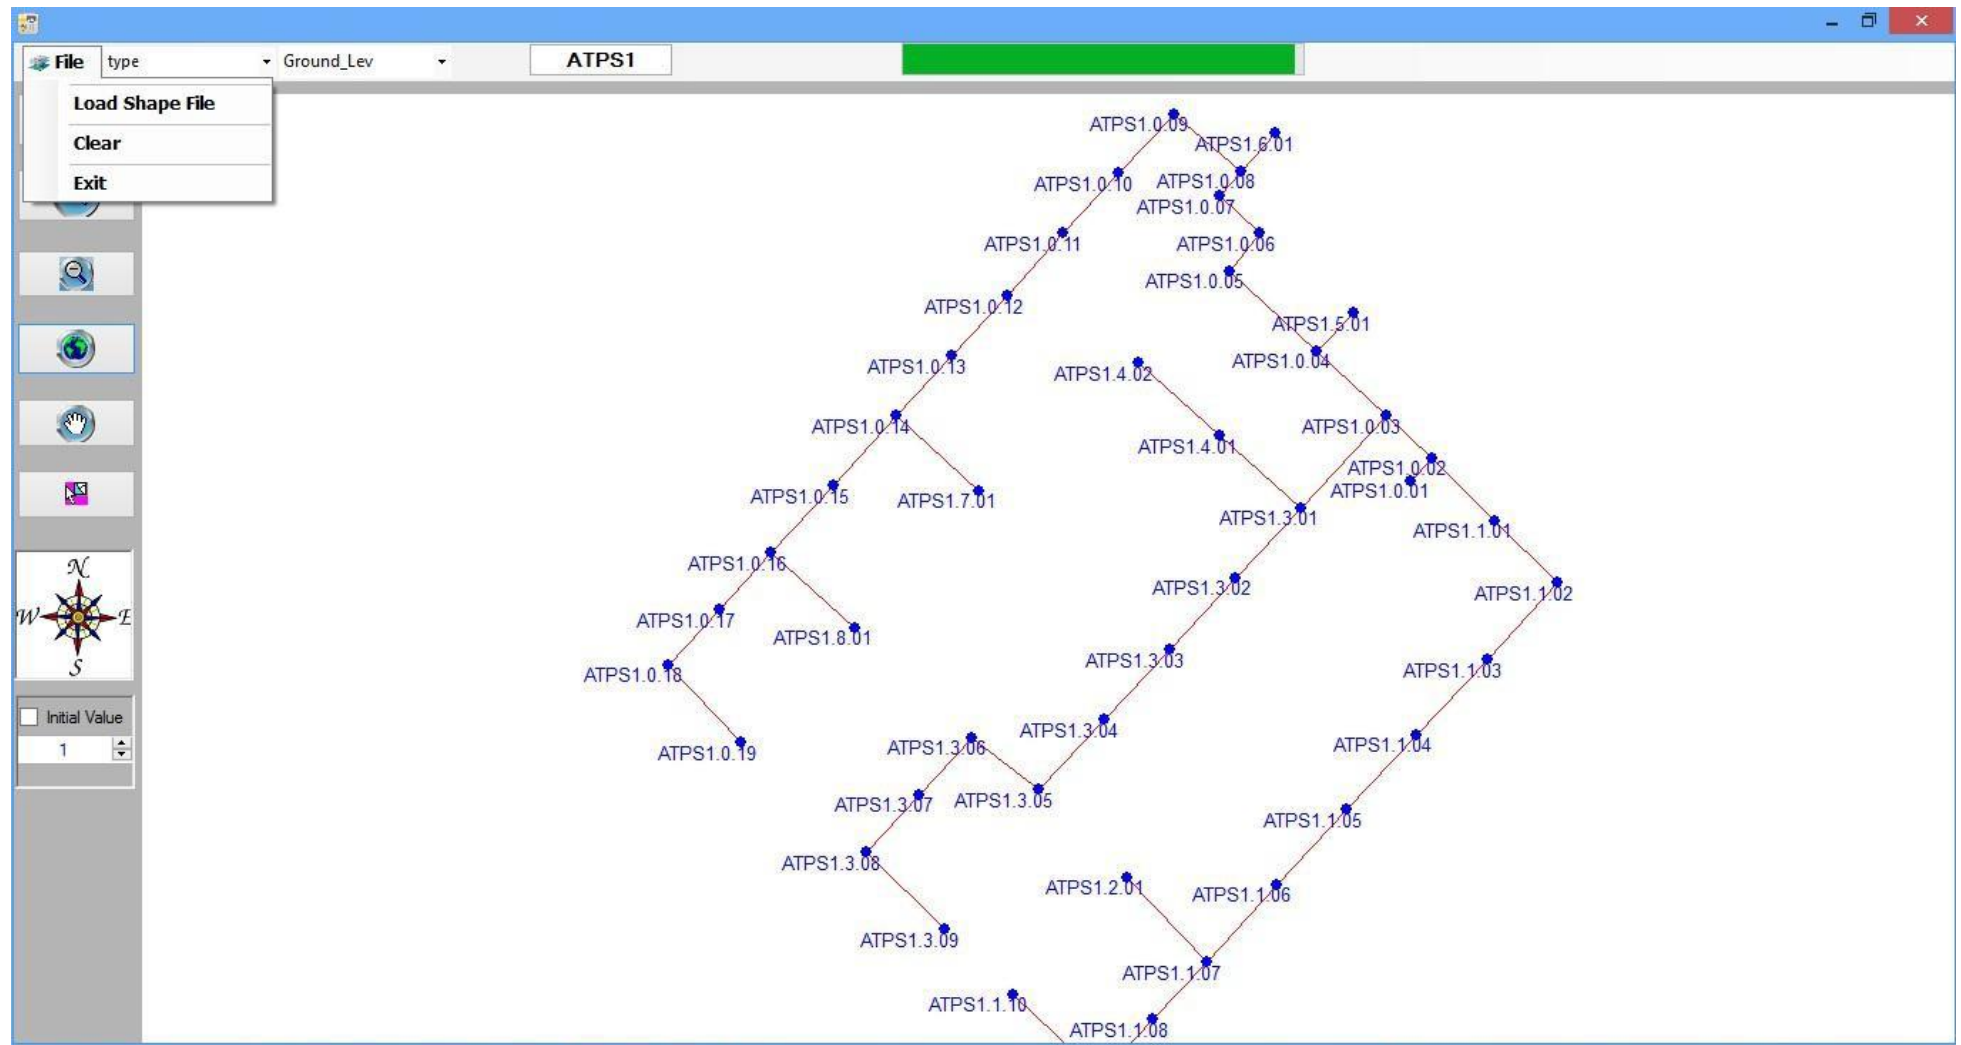 File type Ground_Lev ATPS1
Load Shape File
Clear
Exit
N
W E
S
Initial Value
1
ATPS1.0.09
ATPS1.6.01
ATPS1.0.10
ATPS1.0.08
ATPS1.0.07
ATPS1.0.11
ATPS1.0.06
ATPS1.0.05
ATPS1.0.12
ATPS1.5.01
ATPS1.0.13
ATPS1.4.02
ATPS1.0.04
ATPS1.0.14
ATPS1.0.03
ATPS1.4.01
ATPS1.0.02
ATPS1.0.01
ATPS1.0.15
ATPS1.7.01
ATPS1.3.01
ATPS1.1.01
ATPS1.0.16
ATPS1.3.02
ATPS1.1.02
ATPS1.0.17
ATPS1.8.01
ATPS1.3.03
ATPS1.1.03
ATPS1.0.18
ATPS1.3.04
ATPS1.1.04
ATPS1.0.19
ATPS1.3.06
ATPS1.3.07
ATPS1.3.05
ATPS1.1.05
ATPS1.3.08
ATPS1.2.01
ATPS1.1.06
ATPS1.3.09
ATPS1.1.07
ATPS1.1.10
ATPS1.1.08